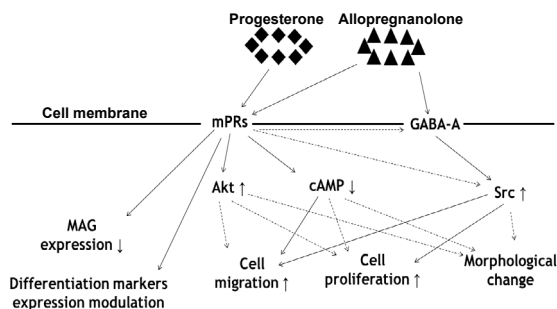 Progesterone
Allopregnanolone
Cell membrane
mPRs
GABA-A
Akt ↑
cAMP ↓
Src ↑
MAG
expression ↓
Cell
migration ↑
Cell
proliferation ↑
Morphological
change
Differentiation markers
expression modulation